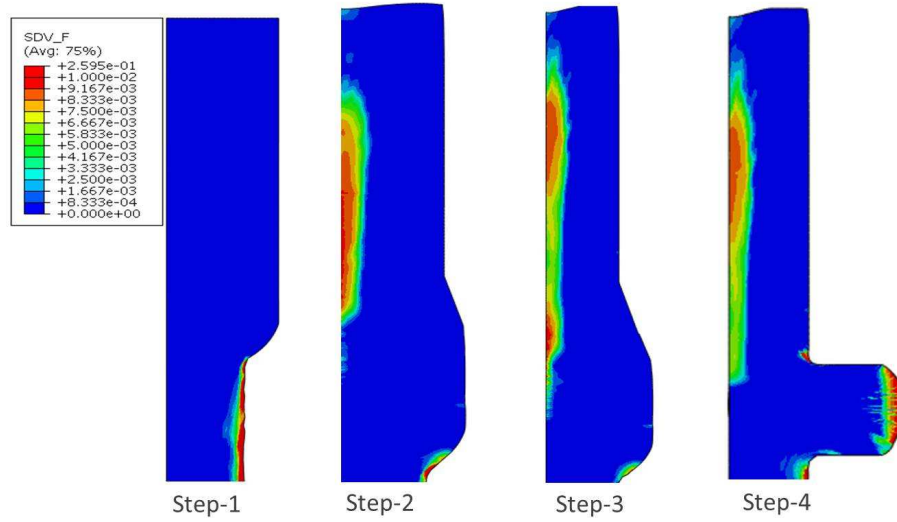 SDV_F
(Avg: 75%)
+2.595e-01
+1.000e-02
+9.167e-03
+8.333e-03
+7.500e-03
+6.667e-03
+5.833e-03
+5.000e-03
+4.167e-03
+3.333e-03
+2.500e-03
+1.667e-03
+8.333e-04
+0.000e+00
Step-1
Step-2
Step-3
Step-4